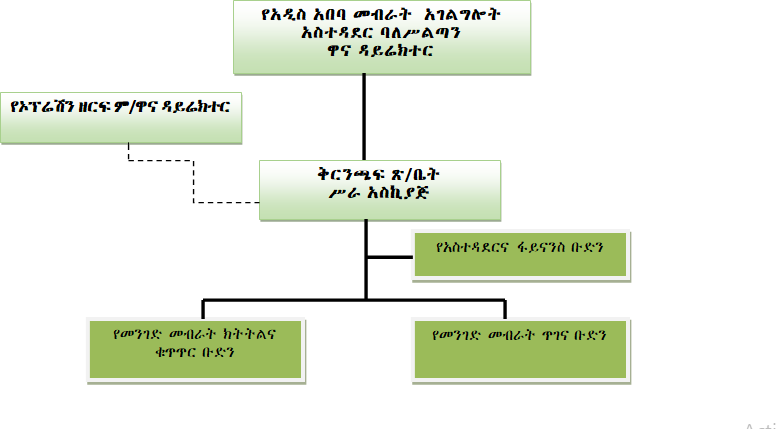 የአዲስ አበባ መብራት አገልግሎት
አስተዳደር ባለሥልጣን
ዋና ዳይሬክተር
የኦፕሬሽን ዘርፍ ም/ዋና ዳይሬክተር
ቅርንጫፍ ጽ/ቤት
ሥራ አስኪያጅ
የአስተዳደርና ፋይናንስ ቡድን
የመንገድ መብራት ክትትልና
ቁጥጥር ቡድን
የመንገድ መብራት ጥገና ቡድን